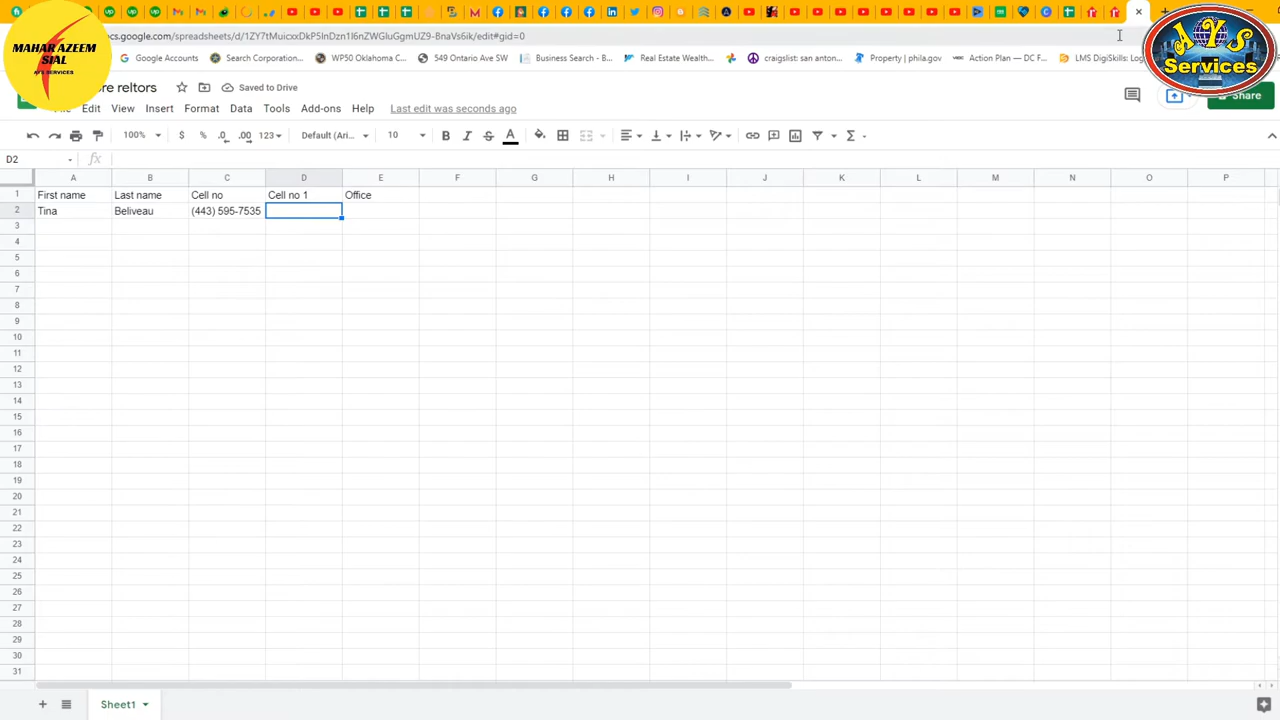 MAHAR AZEEM
SIAL
AYS SERVICES
AYS
Services
cs.google.com/spreadsheets/d/1ZY7tMuicxxDkP5InDzn1I6nZWGluGgmUZ9-BnaVs6ik/edit#gid=0
Google Accounts
Search Corporation...
WP50 Oklahoma C...
549 Ontario Ave SW
Business Search - B...
Real Estate Wealth...
craigslist: san anton...
Property | phila.gov
Action Plan — DC F...
LMS DigiSkills: Log
re reltors
Saved to Drive
Share
File Edit View Insert Format Data Tools Add-ons Help Last edit was seconds ago
100% $ % .0 .00 123 Default (Ari... 10 B I S A
D2 fx
A B C D E F G H I J K L M N O P
1 First name Last name Cell no Cell no 1 Office
2 Tina Beliveau (443) 595-7535
3
4
5
6
7
8
9
10
11
12
13
14
15
16
17
18
19
20
21
22
23
24
25
26
27
28
29
30
31
Sheet1